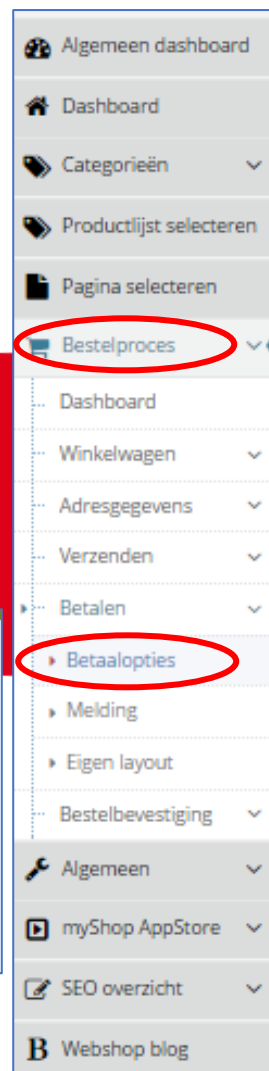 Algemeen dashboard
Dashboard
Categorieën
Productlijst selecteren
Pagina selecteren
Bestelproces
Dashboard
Winkelwagen
Adresgegevens
Verzenden
Betalen
Betaalopties
Melding
Eigen layout
Bestelbevestiging
Algemeen
myShop AppStore
SEO overzicht
B Webshop blog